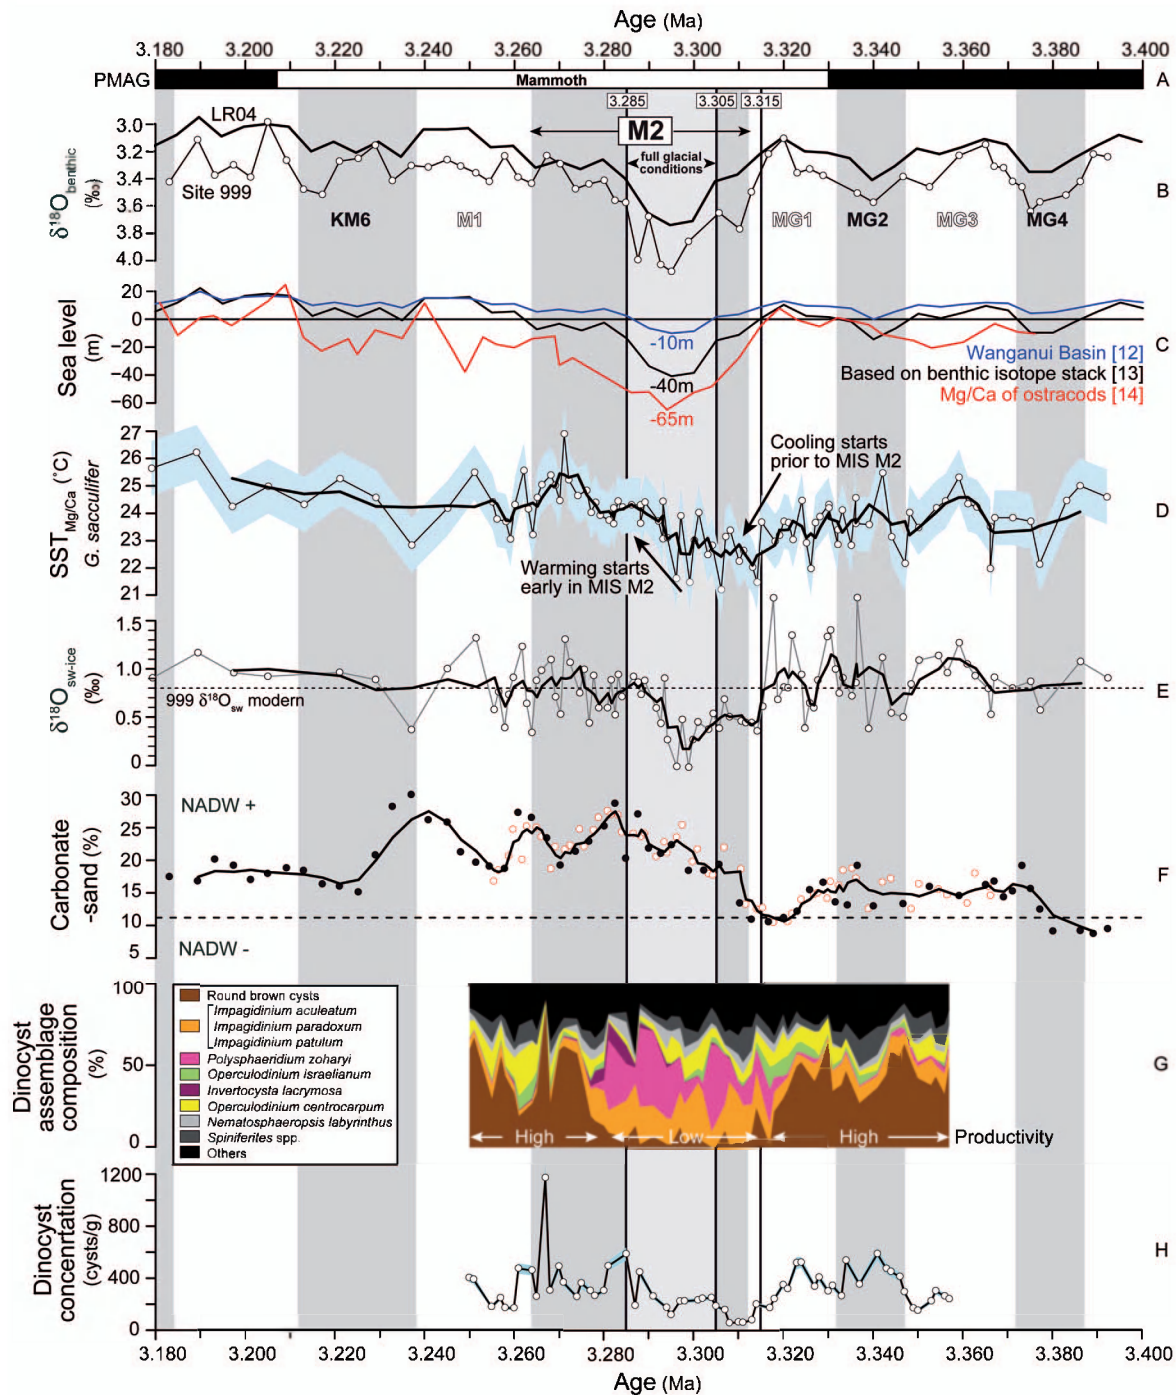 Age (Ma)
3.180 3.200 3.220 3.240 3.260 3.280 3.300 3.320 3.340 3.360 3.380 3.400
PMAG Mammoth A
3.285 3.305 3.315
LR04
M2
full glacial
conditions
Site 999
KM6 M1 MG1 MG2 MG3 MG4
δ18Obenthic
(‰)
3.0
3.2
3.4
3.6
3.8
4.0
B
Sea level
(m)
20
0
−20
−40
−60
C
-10m
-40m
-65m
Wanganui Basin [12]
Based on benthic isotope stack [13]
Mg/Ca of ostracods [14]
SSTMg/Ca (°C)
G. sacculifer
27
26
25
24
23
22
21
D
Cooling starts
prior to MIS M2
Warming starts
early in MIS M2
δ18Osw-ice
(‰)
1.5
1.0
0.5
0
E
999 δ18Osw modern
Carbonate
-sand (%)
30
25
20
15
10
5
F
NADW +
NADW -
Dinocyst
assemblage
composition
(%)
100
50
0
G
Round brown cysts
Impagidinium aculeatum
Impagidinium paradoxum
Impagidinium patulum
Polysphaeridium zoharyi
Operculodinium israelianum
Invertocysta lacrymosa
Operculodinium centrocarpum
Nematosphaeropsis labyrinthus
Spiniferites spp.
Others
High Low High Productivity
Dinocyst
concenrtation
(cysts/g)
1200
800
400
0
H
3.180 3.200 3.220 3.240 3.260 3.280 3.300 3.320 3.340 3.360 3.380 3.400
Age (Ma)